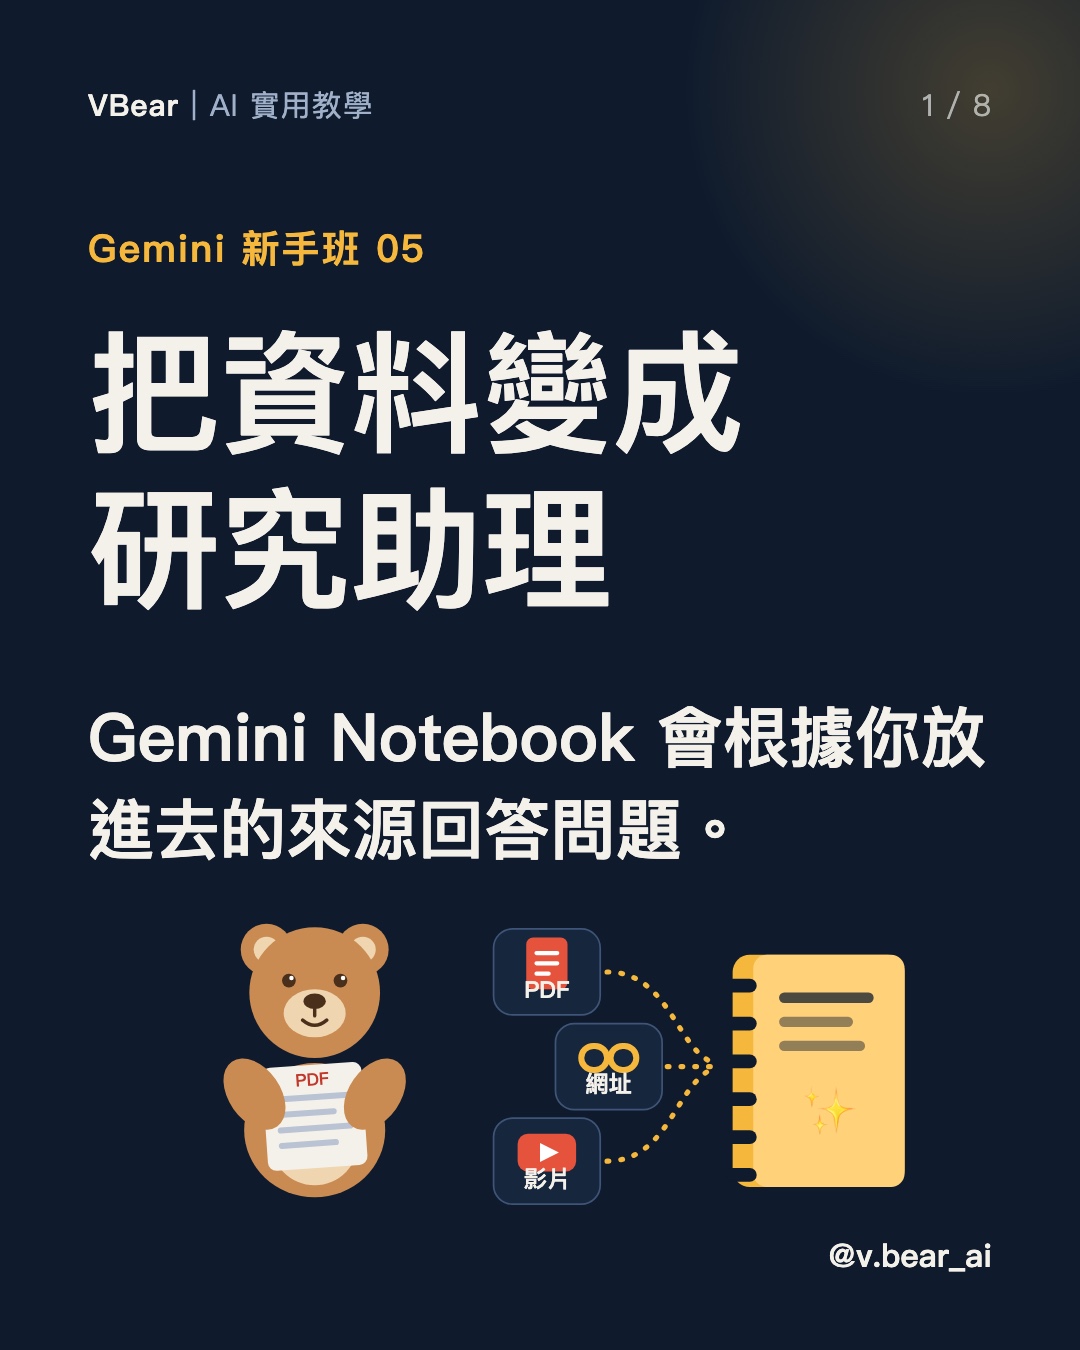 VBear | AI 實用教學
1 / 8
Gemini 新手班 05
把資料變成
研究助理
Gemini Notebook 會根據你放
進去的來源回答問題。
PDF
PDF
網址
影片
@v.bear_ai